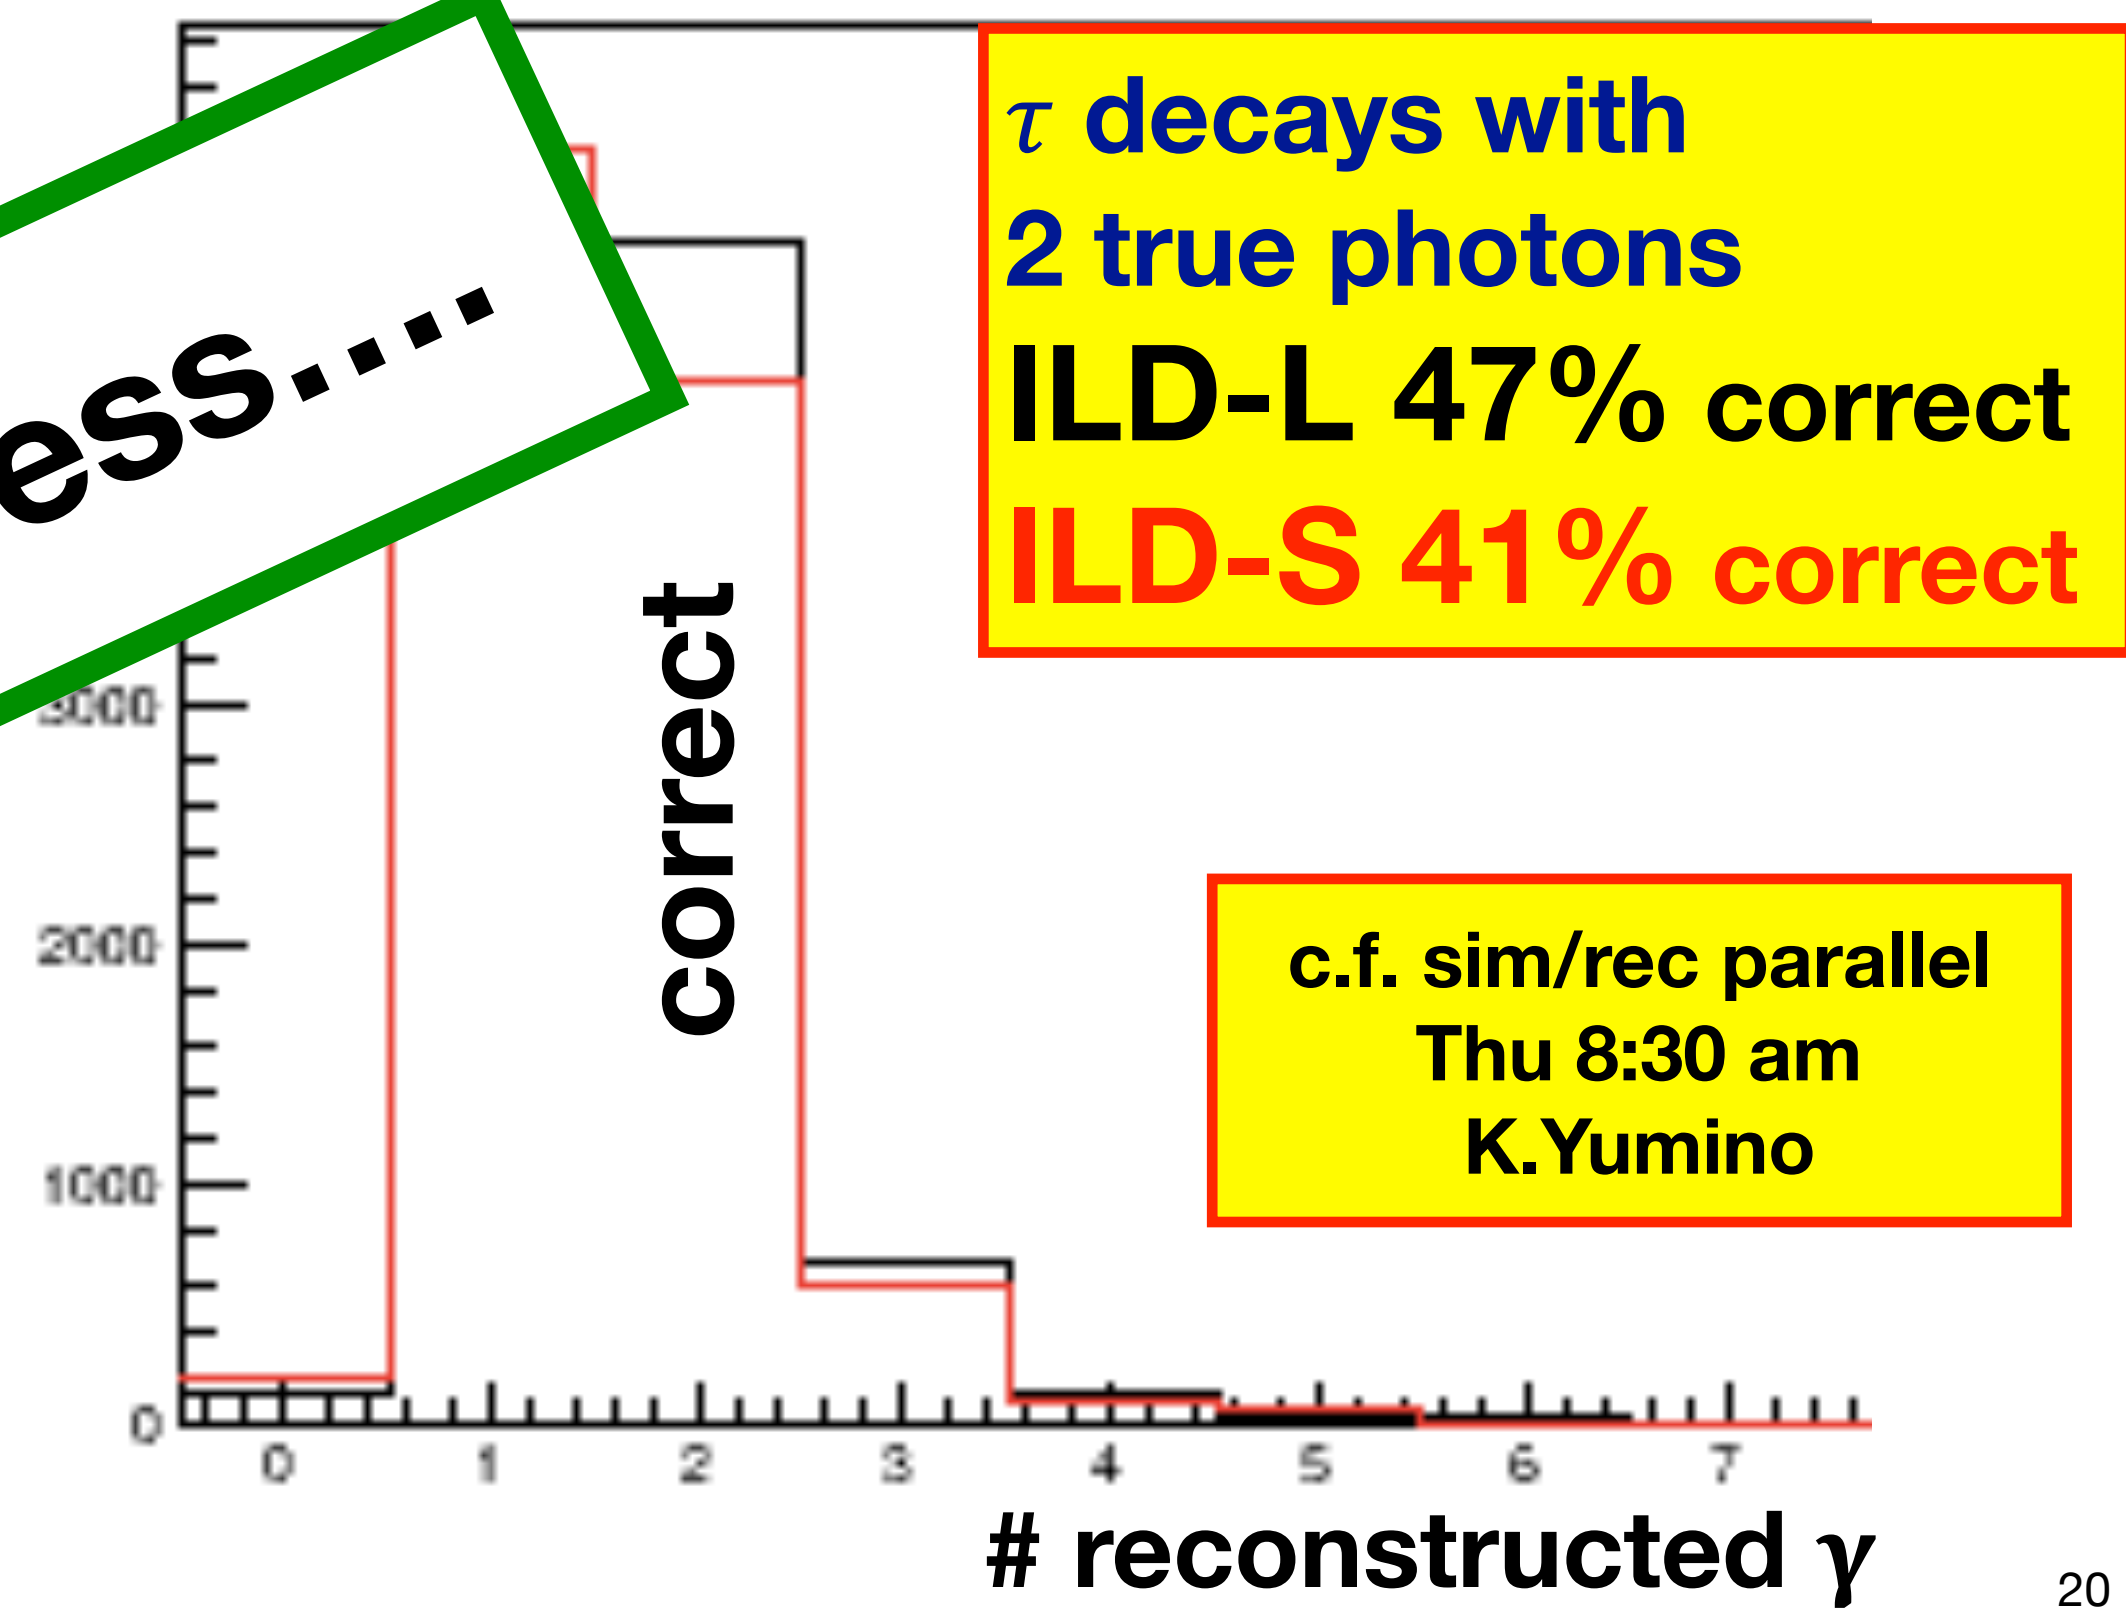 τ decays with
2 true photons
ILD-L 47% correct
ILD-S 41% correct
ess....
correct
3000
2000
1000
0
c.f. sim/rec parallel
Thu 8:30 am
K.Yumino
0 1 2 3 4 5 6 7
# reconstructed γ
20